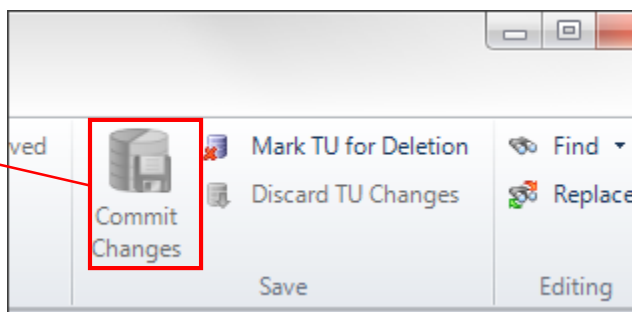 ved
Commit
Changes
Mark TU for Deletion
Discard TU Changes
Save
Find
Replace
Editing